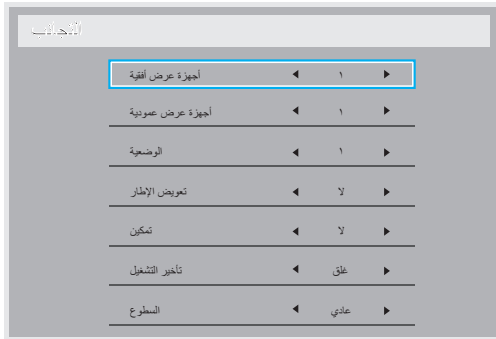 التجانب
أجهزة عرض أفقية ١
أجهزة عرض عمودية ١
الوضعية ١
تعويض الإطار لا
تمكين لا
تأخير التشغيل غلق
السطوع عادي